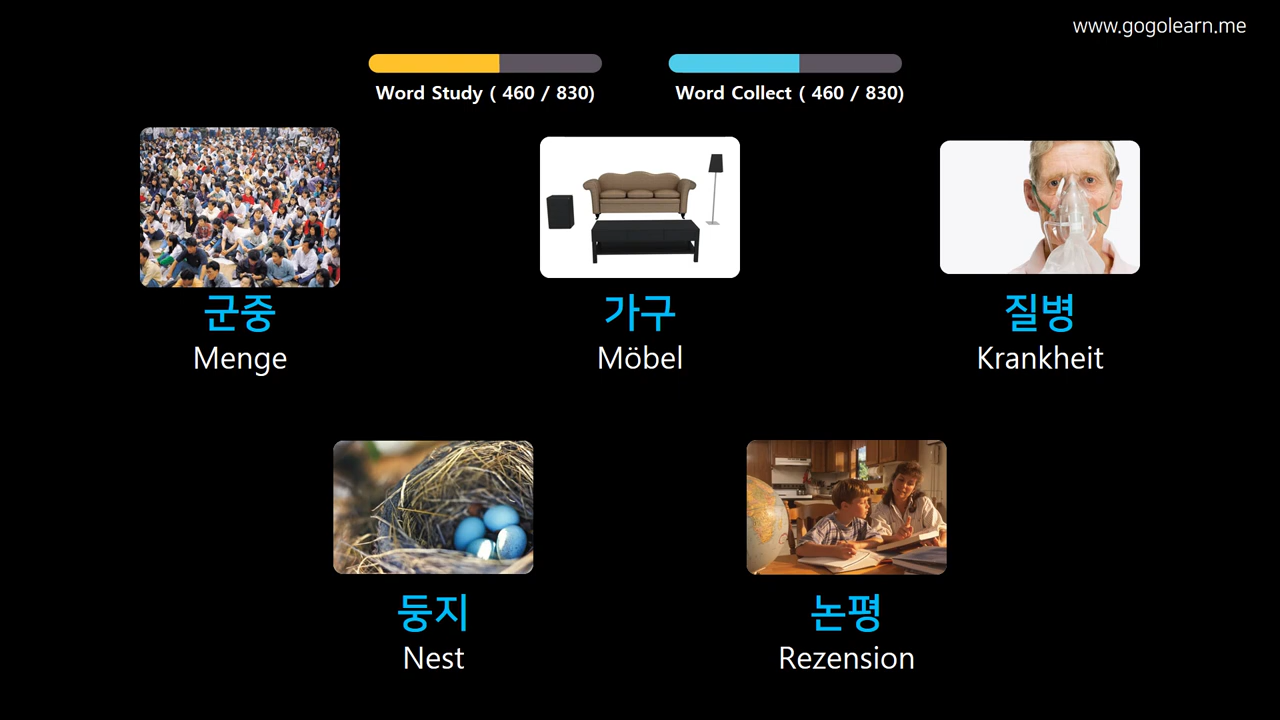 www.gogolearn.me
Word Study ( 460 / 830)
Word Collect ( 460 / 830)
군중
Menge
가구
Möbel
질병
Krankheit
둥지
Nest
논평
Rezension